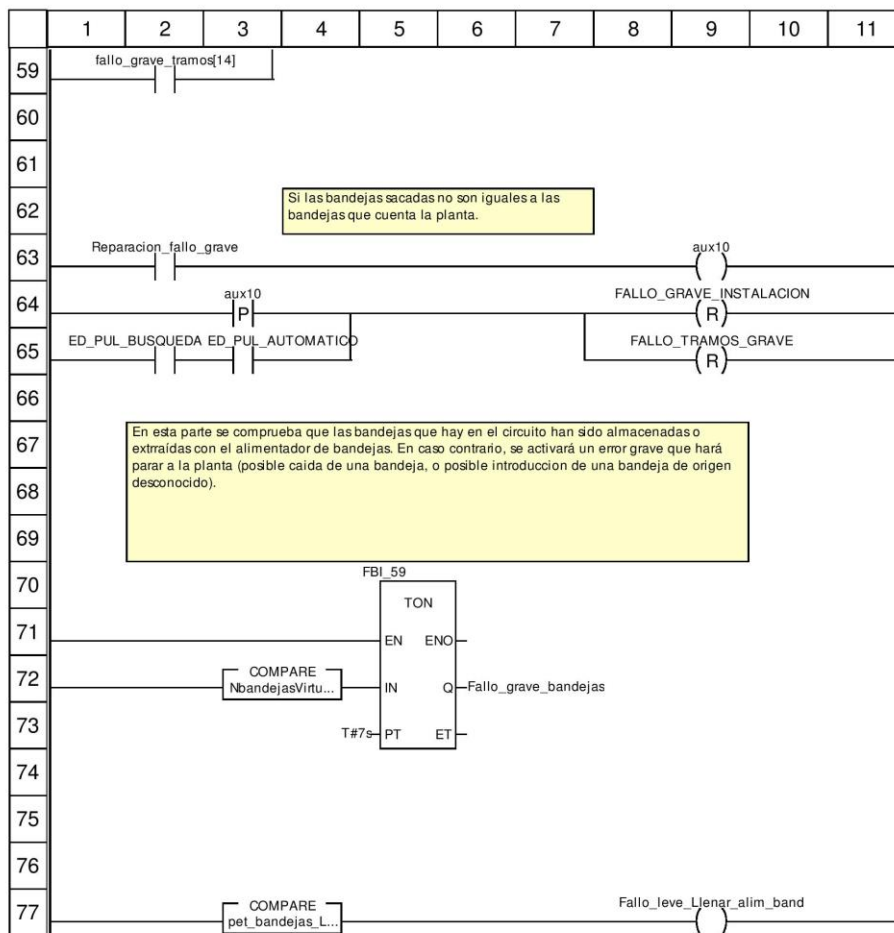 1 2 3 4 5 6 7 8 9 10 11
59
fallo_grave_tramos[14]
60
61
62
Si las bandejas sacadas no son iguales a las
bandejas que cuenta la planta.
63
Reparacion_fallo_grave
aux10
64
aux10
P
FALLO_GRAVE_INSTALACION
R
65
ED_PUL_BUSQUEDA ED_PUL_AUTOMATICO
FALLO_TRAMOS_GRAVE
R
66
67
En esta parte se comprueba que las bandejas que hay en el circuito han sido almacenadas o
extrraídas con el alimentador de bandejas. En caso contrario, se activará un error grave que hará
parar a la planta (posible caida de una bandeja, o posible introduccion de una bandeja de origen
desconocido).
68
69
70
FBI_59
TON
71
EN ENO
72
COMPARE
NbandejasVirtu...
IN Q Fallo_grave_bandejas
73
T#7s PT ET
74
75
76
77
COMPARE
pet_bandejas_L...
Fallo_leve_Llenar_alim_band